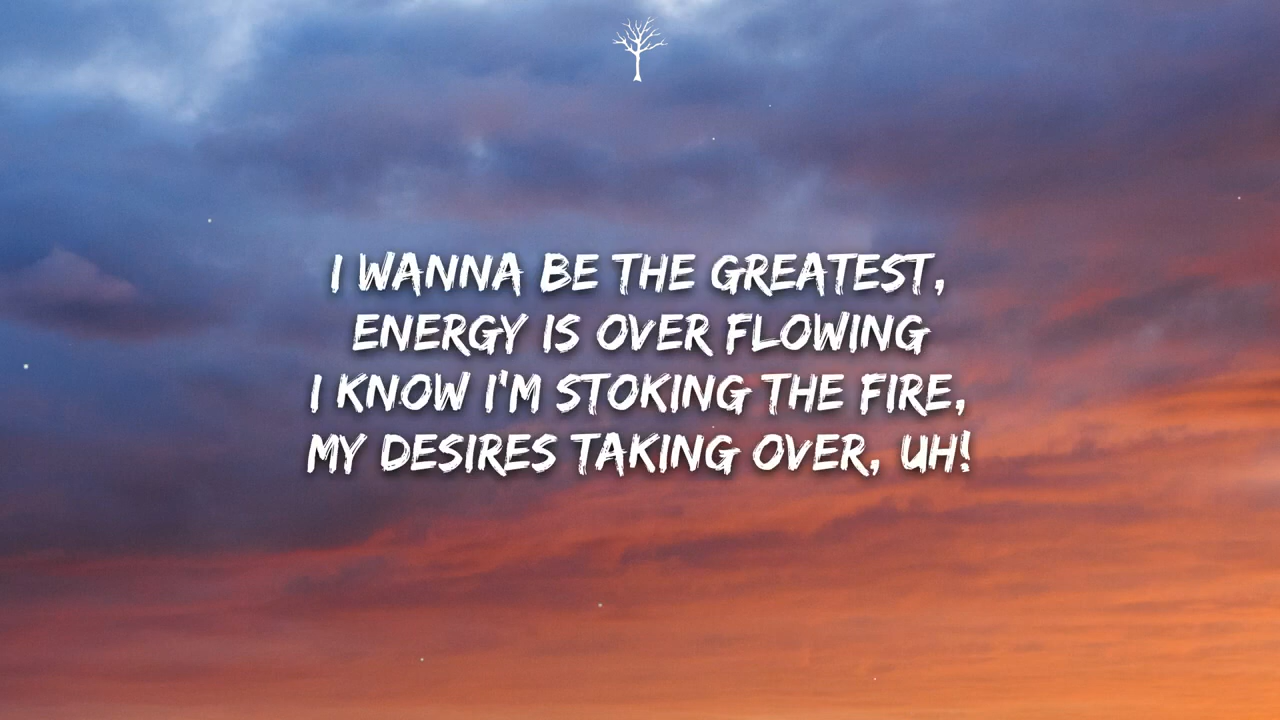 I WANNA BE THE GREATEST,
ENERGY IS OVER FLOWING
I KNOW I'M STOKING THE FIRE,
MY DESIRES TAKING OVER, UH!